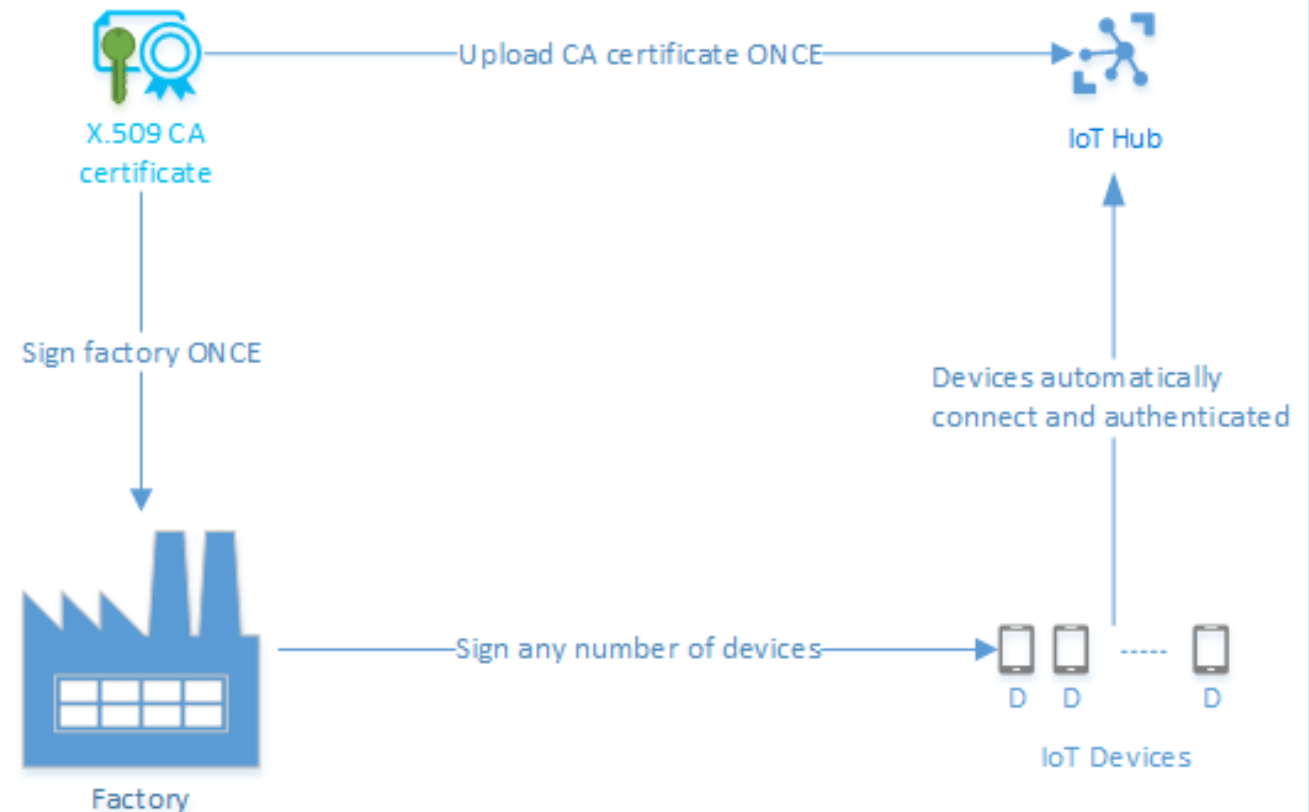 Upload CA certificate ONCE
X.509 CA
certificate
IoT Hub
Sign factory ONCE
Devices automatically
connect and authenticated
Sign any number of devices
D D ----- D
IoT Devices
Factory